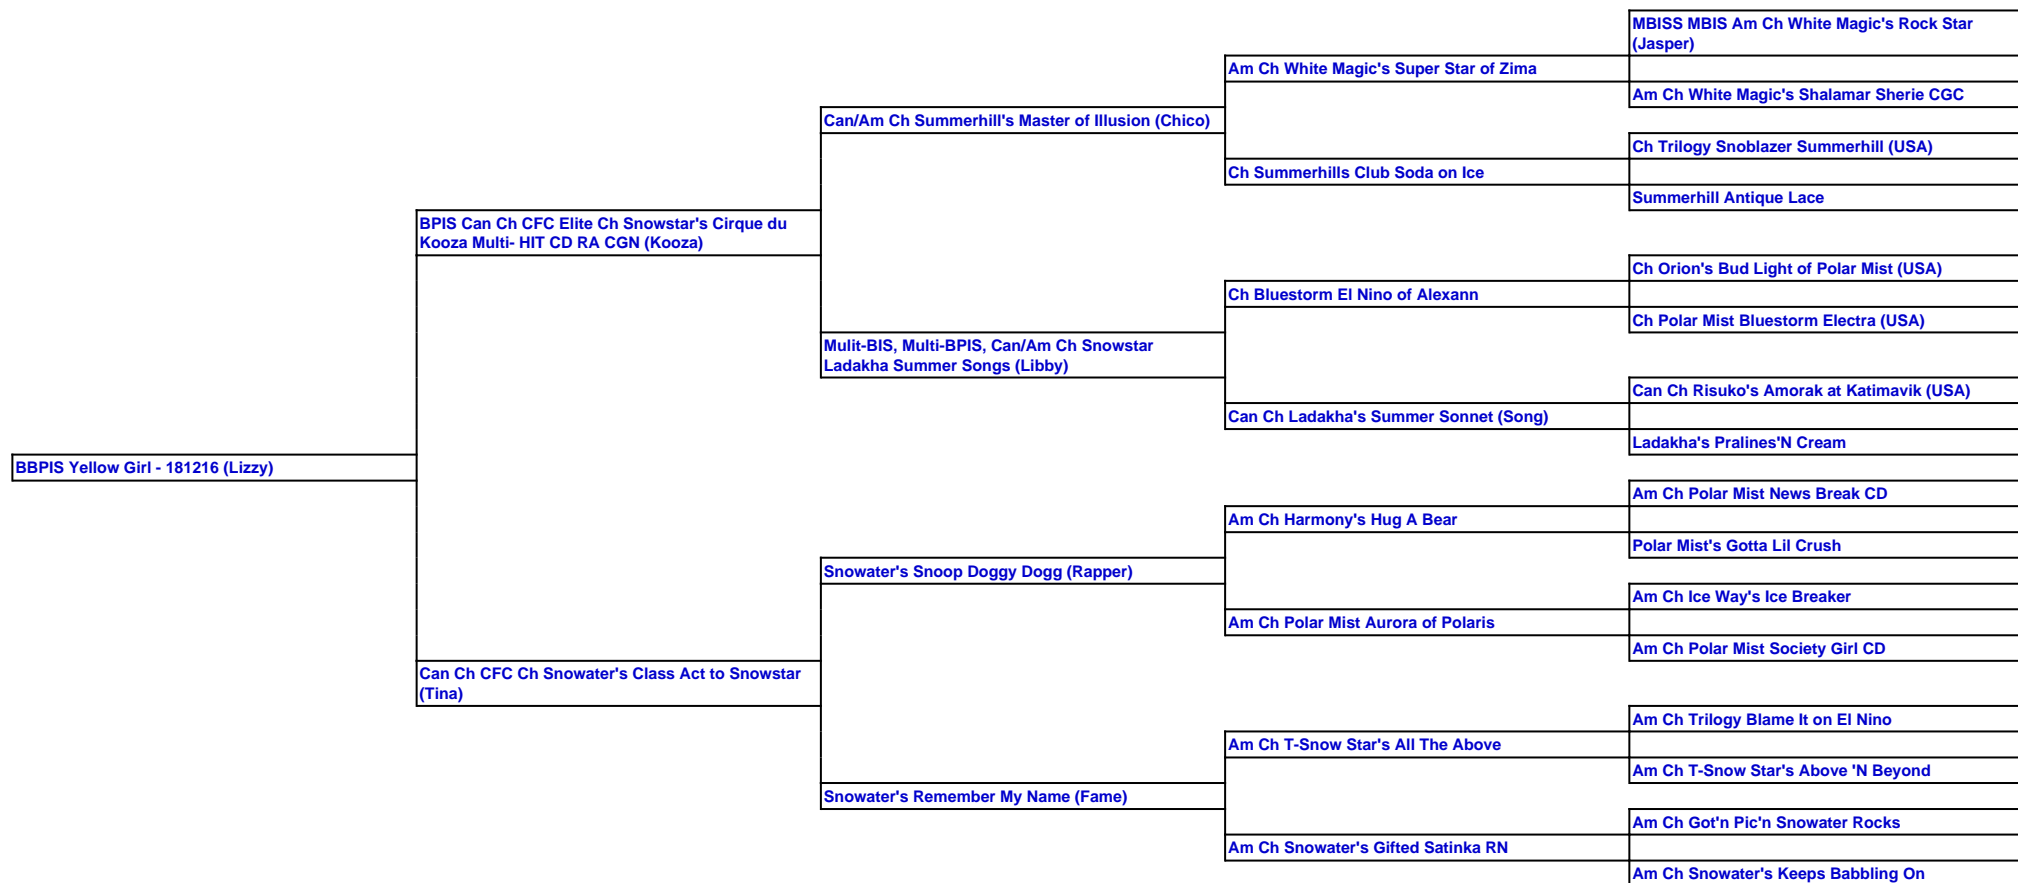 MBISS MBIS Am Ch White Magic's Rock Star
(Jasper)
Am Ch White Magic's Super Star of Zima
Am Ch White Magic's Shalamar Sherie CGC
Can/Am Ch Summerhill's Master of Illusion (Chico)
Ch Trilogy Snoblazer Summerhill (USA)
Ch Summerhills Club Soda on Ice
Summerhill Antique Lace
BPIS Can Ch CFC Elite Ch Snowstar's Cirque du
Kooza Multi- HIT CD RA CGN (Kooza)
Ch Orion's Bud Light of Polar Mist (USA)
Ch Bluestorm El Nino of Alexann
Ch Polar Mist Bluestorm Electra (USA)
Mulit-BIS, Multi-BPIS, Can/Am Ch Snowstar
Ladakha Summer Songs (Libby)
Can Ch Risuko's Amorak at Katimavik (USA)
Can Ch Ladakha's Summer Sonnet (Song)
Ladakha's Pralines'N Cream
BBPIS Yellow Girl - 181216 (Lizzy)
Am Ch Polar Mist News Break CD
Am Ch Harmony's Hug A Bear
Polar Mist's Gotta Lil Crush
Snowater's Snoop Doggy Dogg (Rapper)
Am Ch Ice Way's Ice Breaker
Am Ch Polar Mist Aurora of Polaris
Am Ch Polar Mist Society Girl CD
Can Ch CFC Ch Snowater's Class Act to Snowstar
(Tina)
Am Ch Trilogy Blame It on El Nino
Am Ch T-Snow Star's All The Above
Am Ch T-Snow Star's Above 'N Beyond
Snowater's Remember My Name (Fame)
Am Ch Got'n Pic'n Snowater Rocks
Am Ch Snowater's Gifted Satinka RN
Am Ch Snowater's Keeps Babbling On